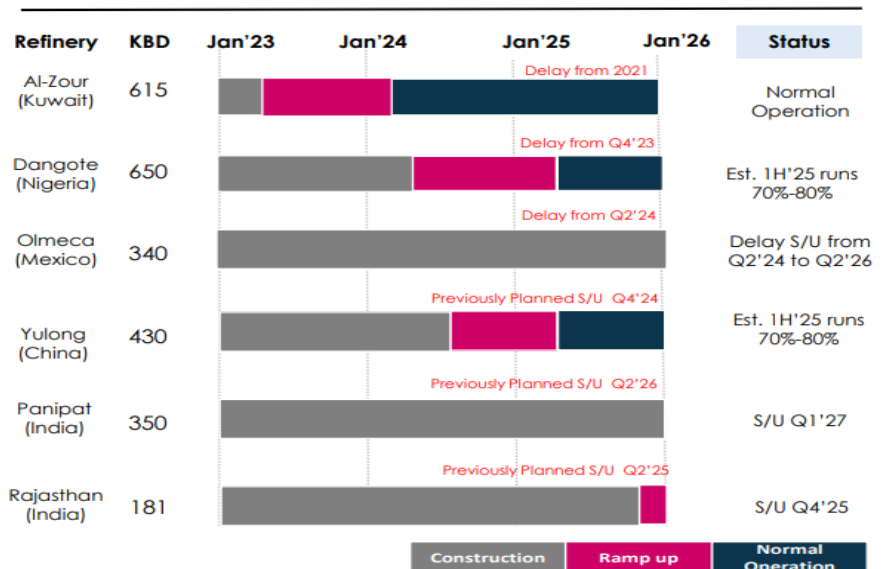 Refinery KBD Jan'23 Jan'24 Jan'25 Jan'26 Status
Delay from 2021
Al-Zour
(Kuwait)
615
Normal
Operation
Delay from Q4'23
Dangote
(Nigeria)
650
Est. 1H'25 runs
70%-80%
Delay from Q2'24
Olmeca
(Mexico)
340
Delay S/U from
Q2'24 to Q2'26
Previously Planned S/U Q4'24
Yulong
(China)
430
Est. 1H'25 runs
70%-80%
Previously Planned S/U Q2'26
Panipat
(India)
350
S/U Q1'27
Previously Planned S/U Q2'25
Rajasthan
(India)
181
S/U Q4'25
Construction Ramp up Normal
Operation